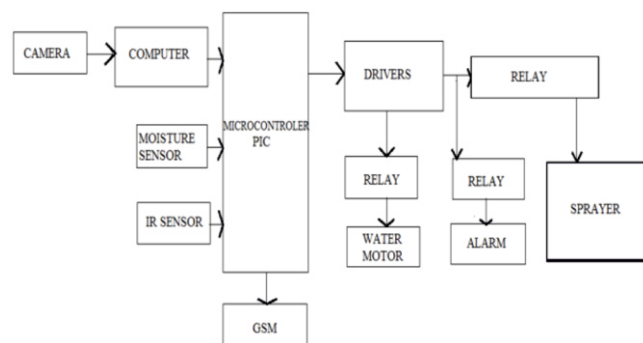 CAMERA
COMPUTER
MOISTURE
SENSOR
IR SENSOR
MICROCONTROLER
PIC
GSM
DRIVERS
RELAY
WATER
MOTOR
RELAY
ALARM
RELAY
SPRAYER